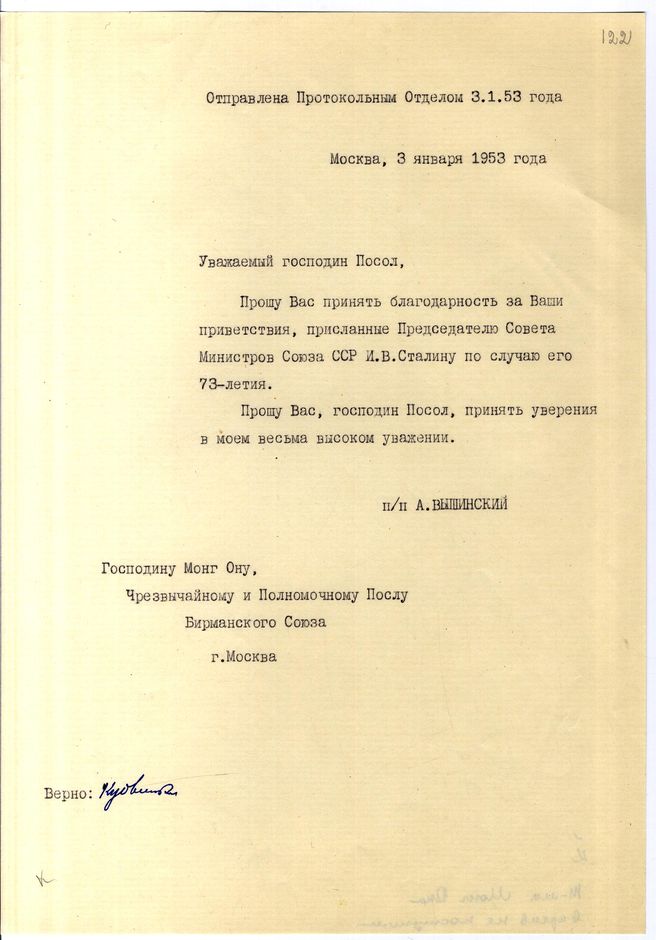 122
Отправлена Протокольным Отделом 3.1.53 года
Москва, 3 января 1953 года
Уважаемый господин Посол,
Прошу Вас принять благодарность за Ваши
приветствия, присланные Председателю Совета
Министров Союза ССР И.В.Сталину по случаю его
73-летия.
Прошу Вас, господин Посол, принять уверения
в моем весьма высоком уважении.
п/п А.ВЫШИНСКИЙ
Господину Монг Ону,
Чрезвычайному и Полномочному Послу
Бирманского Союза
г.Москва
Верно: